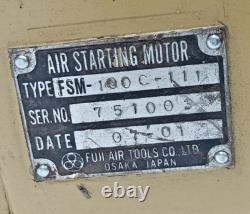 AIR STARTING MOTOR
TYPE FSM-100C-111
SER.NO. 751003
DATE 07-01
FUJI AIR TOOLS CO.,LTD.
OSAKA JAPAN